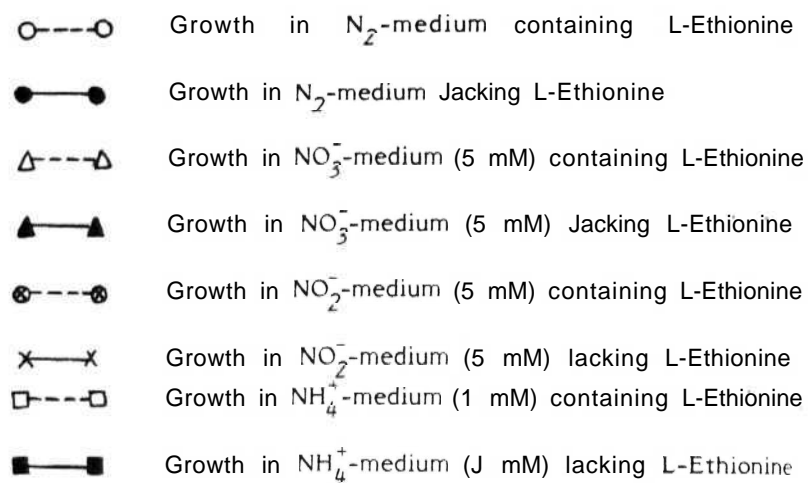 Growth in N₂-medium containing L-Ethionine
Growth in N₂-medium Jacking L-Ethionine
Growth in NO₃⁻-medium (5 mM) containing L-Ethionine
Growth in NO₃⁻-medium (5 mM) Jacking L-Ethionine
Growth in NO₂⁻-medium (5 mM) containing L-Ethionine
Growth in NO₂⁻-medium (5 mM) lacking L-Ethionine
Growth in NH₄⁺-medium (1 mM) containing L-Ethionine
Growth in NH₄⁺-medium (J mM) lacking L-Ethionine